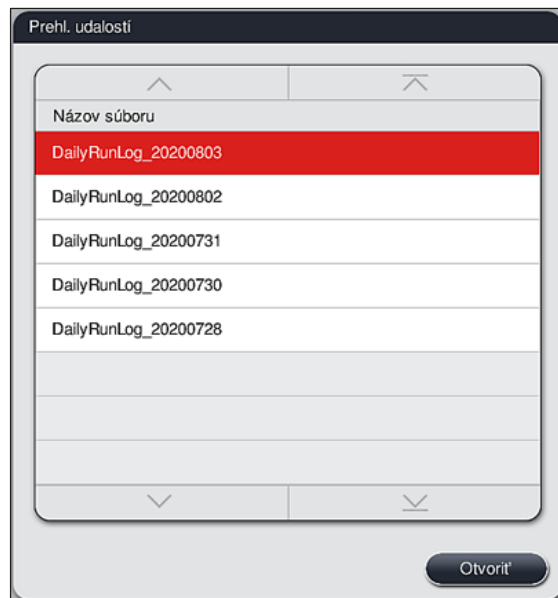 Prehl. udalostí
Názov súboru
DailyRunLog_20200803
DailyRunLog_20200802
DailyRunLog_20200731
DailyRunLog_20200730
DailyRunLog_20200728
Otvoriť